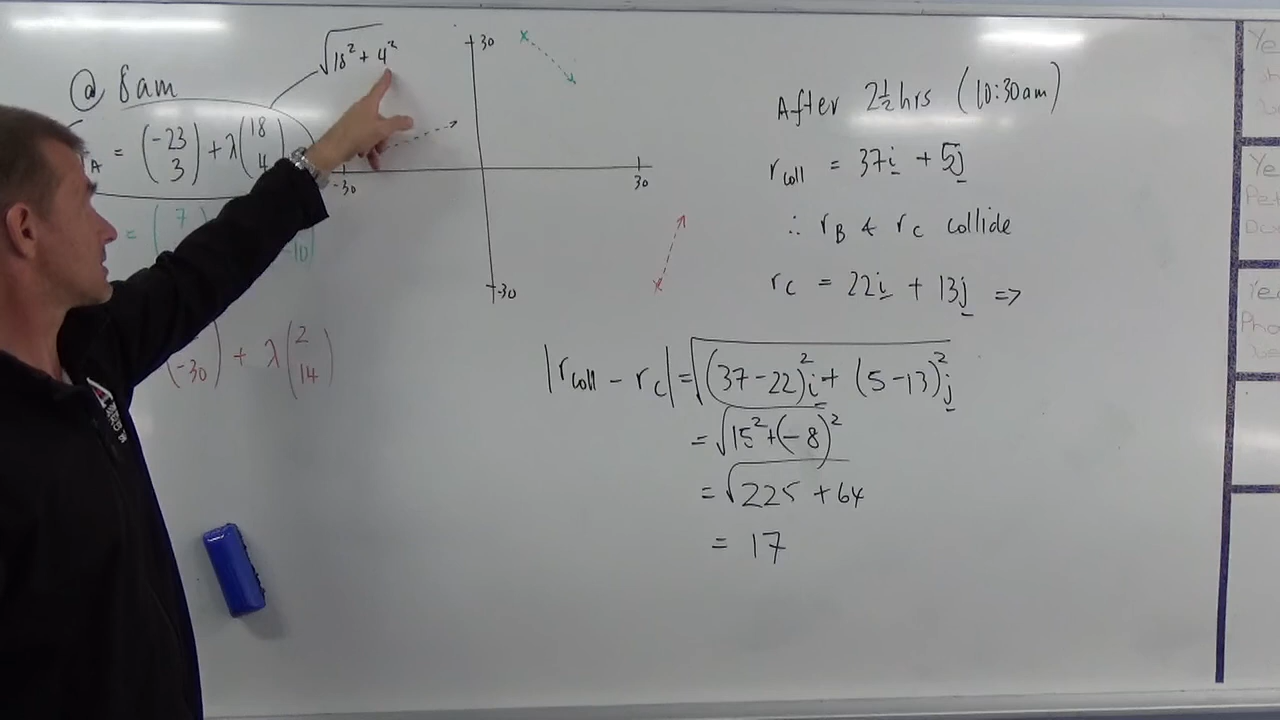 @ 8am
√18² + 4²
A = (-23 3) + λ(18 4)
= (7 -10)
-30) + λ(2 14)
30
-30
30
-30
After 2½ hrs (10:30am)
r_coll = 37i + 5j
∴ r_B & r_C collide
r_C = 22i + 13j =>
|r_coll - r_C| = √(37-22)²i + (5-13)²j
= √15² + (-8)²
= √225 + 64
= 17